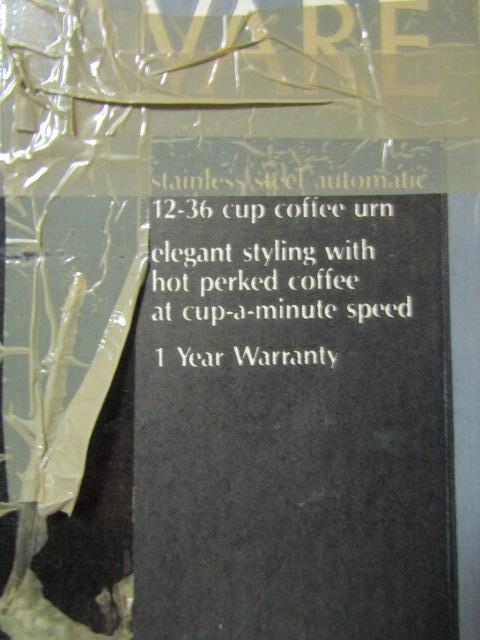 WARE
stainless steel automatic
12-36 cup coffee urn
elegant styling with
hot perked coffee
at cup-a-minute speed
1 Year Warranty